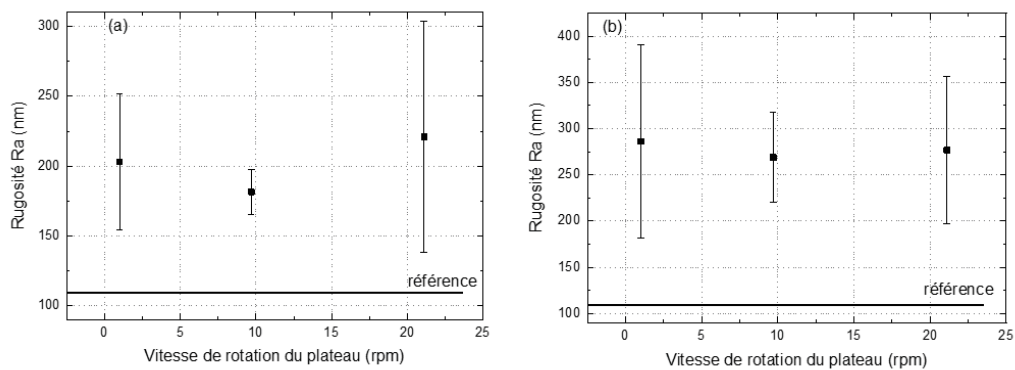 (a)
300
250
200
150
100
Rugosité Ra (nm)
référence
0 5 10 15 20 25
Vitesse de rotation du plateau (rpm)
(b)
400
350
300
250
200
150
100
Rugosité Ra (nm)
référence
0 5 10 15 20 25
Vitesse de rotation du plateau (rpm)